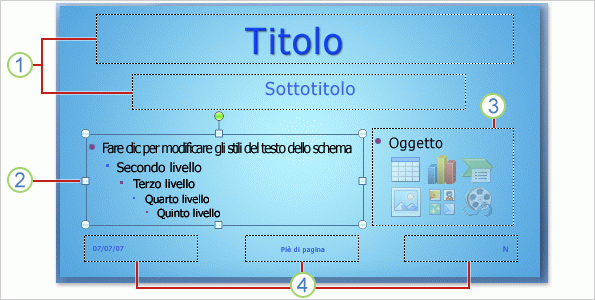 Titolo
1
Sottotitolo
3
Fare clic per modificare gli stili del testo dello schema
Oggetto
Secondo livello
2
Terzo livello
Quarto livello
Quinto livello
07/07/07
Piè di pagina
N
4